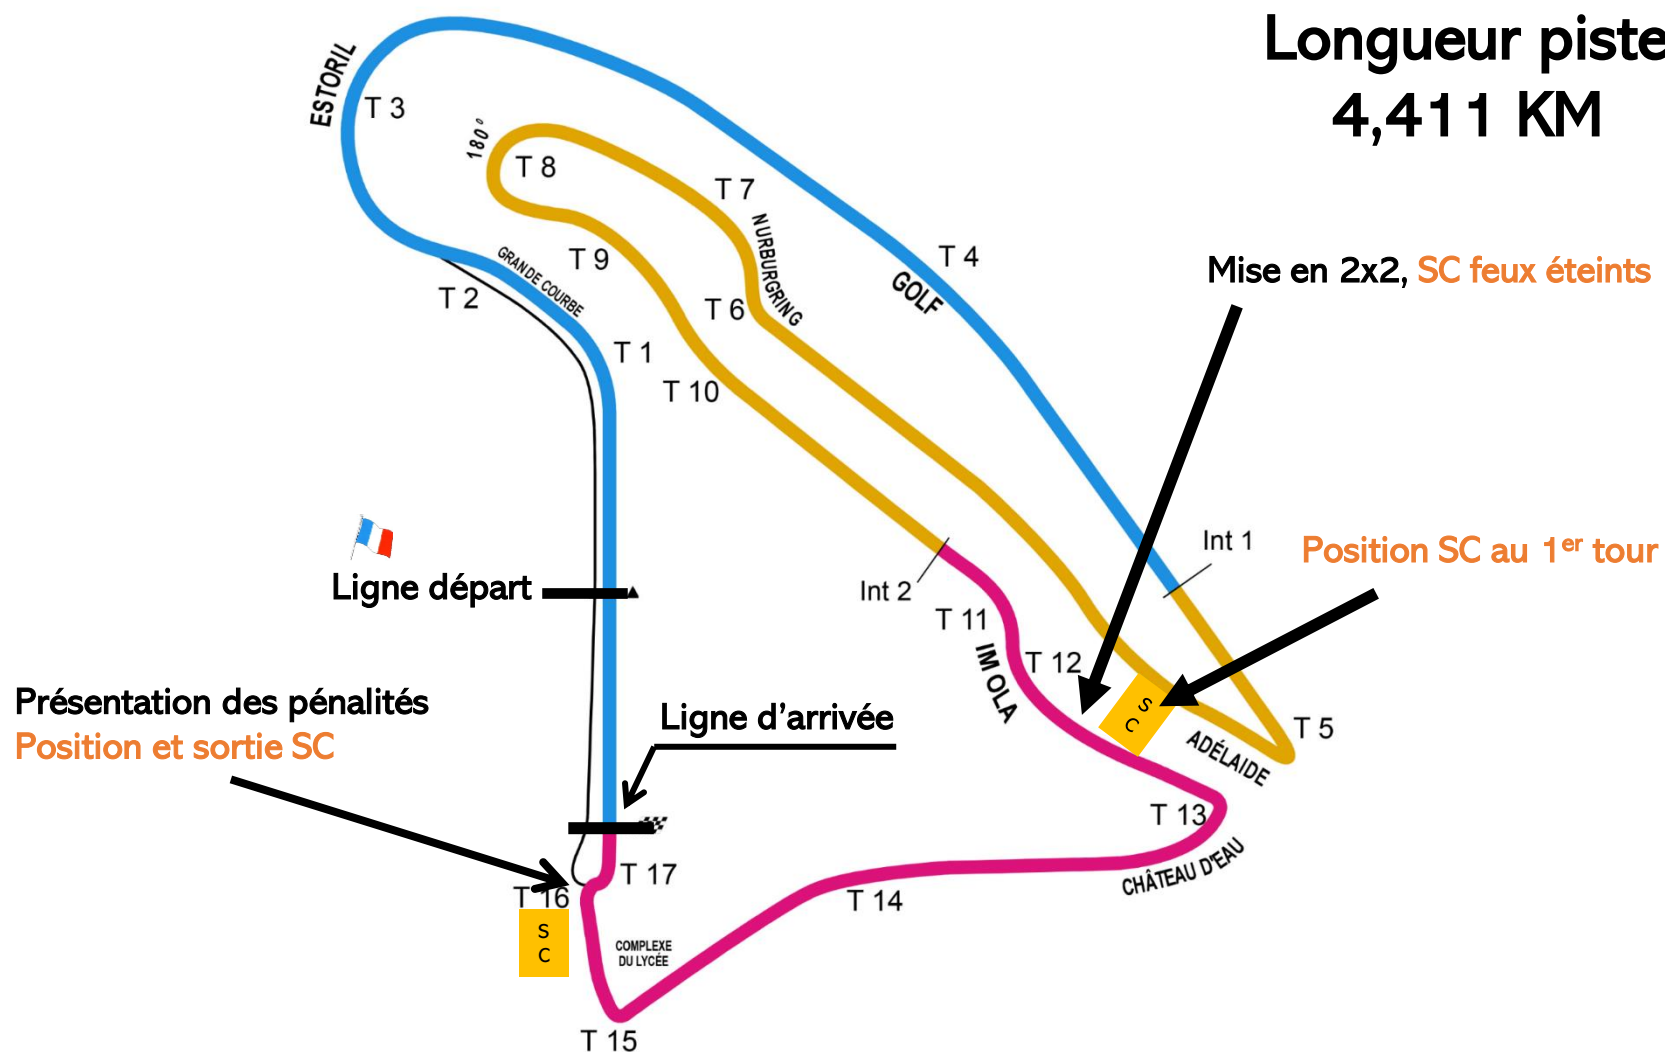 Longueur piste
4,411 KM
ESTORIL
T 3
180°
T 8
T 7
NURBURGRING
T 4
GOLF
Mise en 2x2, SC feux éteints
T 9
GRANDE COURBE
T 2
T 6
T 1
T 10
Int 1
Position SC au 1er tour
Ligne départ
Int 2
T 11
IMOLA
T 12
S
C
T 5
ADÉLAIDE
Présentation des pénalités
Position et sortie SC
Ligne d'arrivée
T 13
CHÂTEAU D'EAU
T 17
T 16
T 14
S
C
COMPLEXE
DU LYCÉE
T 15